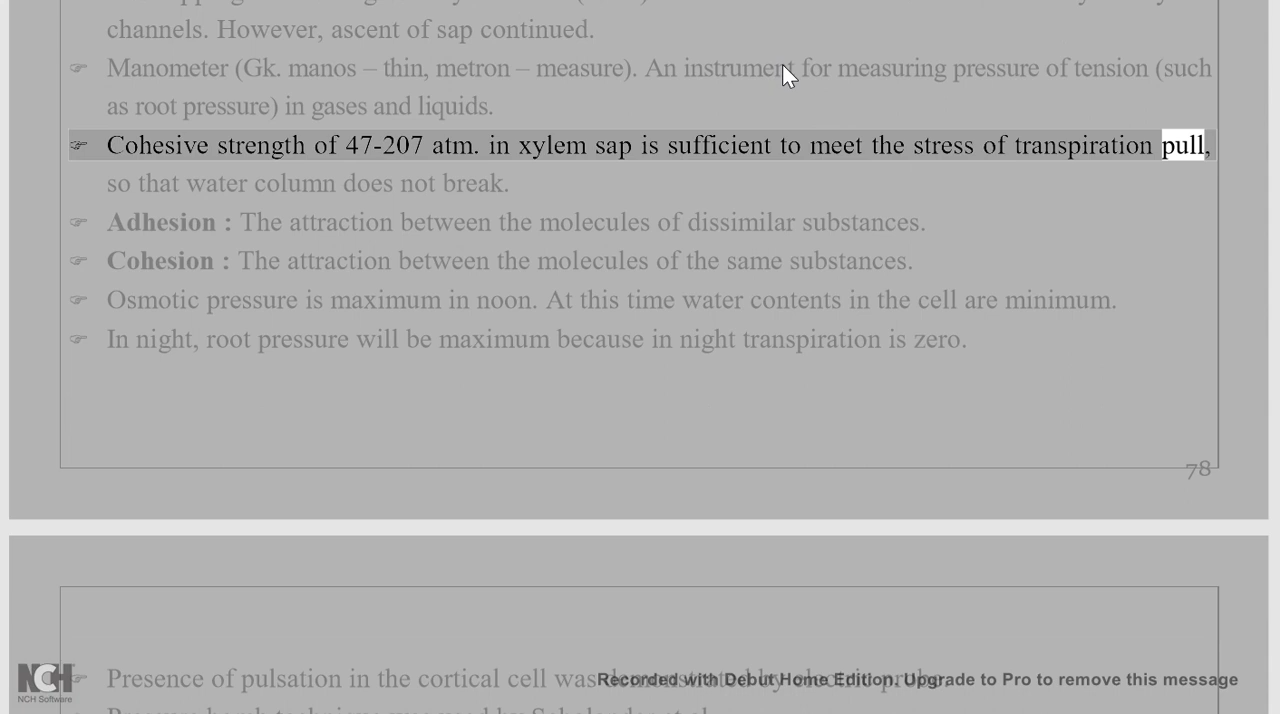 channels. However, ascent of sap continued.
☞ Manometer (Gk. manos – thin, metron – measure). An instrument for measuring pressure of tension (such
as root pressure) in gases and liquids.
☞ Cohesive strength of 47-207 atm. in xylem sap is sufficient to meet the stress of transpiration pull,
so that water column does not break.
☞ Adhesion : The attraction between the molecules of dissimilar substances.
☞ Cohesion : The attraction between the molecules of the same substances.
☞ Osmotic pressure is maximum in noon. At this time water contents in the cell are minimum.
☞ In night, root pressure will be maximum because in night transpiration is zero.
78
☞ Presence of pulsation in the cortical cell was
Recorded with Debut Home Edition. Upgrade to Pro to remove this message
NCH
NCH Software